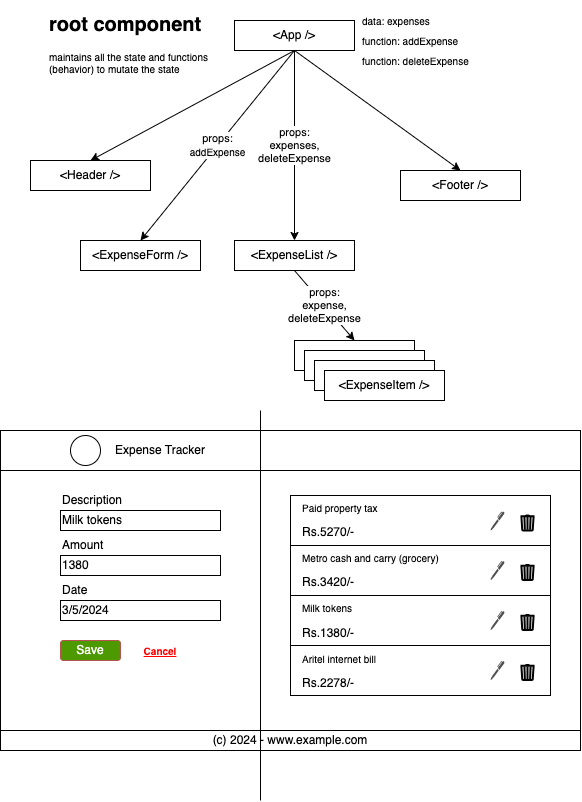 root component
maintains all the state and functions
(behavior) to mutate the state
<App />
data: expenses
function: addExpense
function: deleteExpense
props:
addExpense
props:
expenses,
deleteExpense
<Header />
<Footer />
<ExpenseForm />
<ExpenseList />
props:
expense,
deleteExpense
<ExpenseItem />
Expense Tracker
Description
Milk tokens
Amount
1380
Date
3/5/2024
Save
Cancel
Paid property tax
Rs.5270/-
Metro cash and carry (grocery)
Rs.3420/-
Milk tokens
Rs.1380/-
Aritel internet bill
Rs.2278/-
(c) 2024 - www.example.com